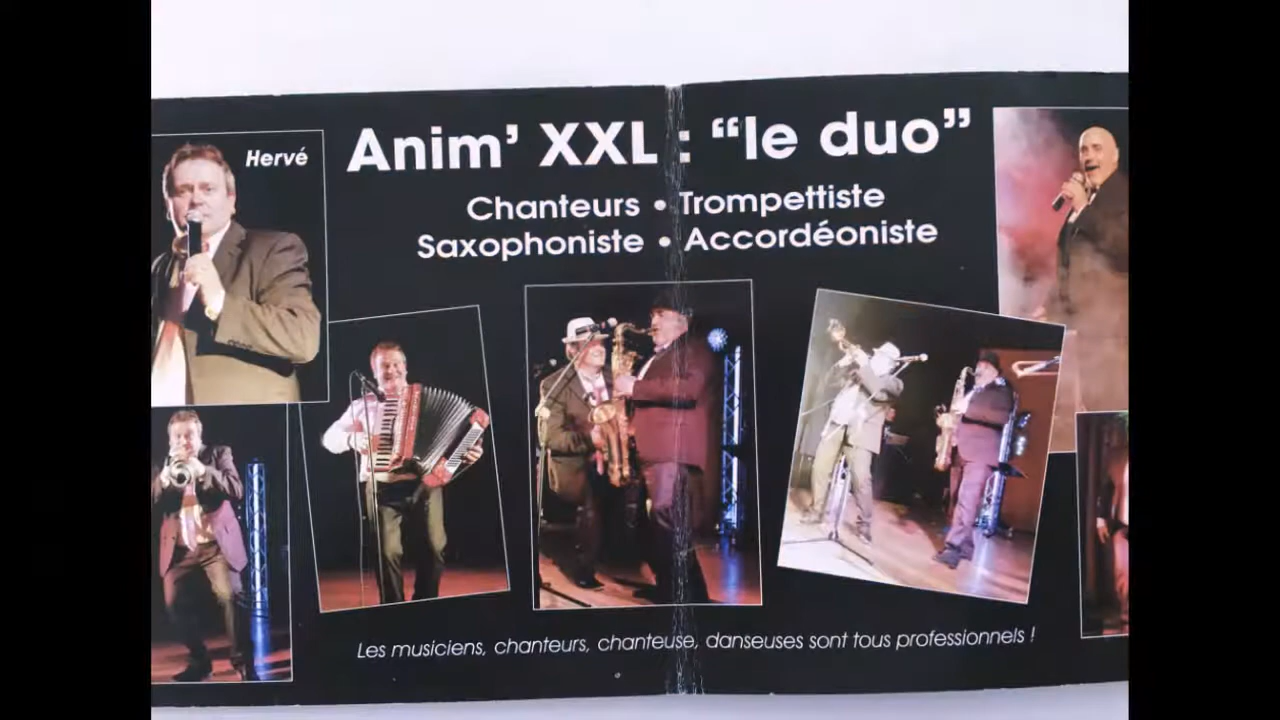 Hervé
Anim' XXL : “le duo”
Chanteurs • Trompettiste
Saxophoniste • Accordéoniste
Les musiciens, chanteurs, chanteuse, danseuses sont tous professionnels !